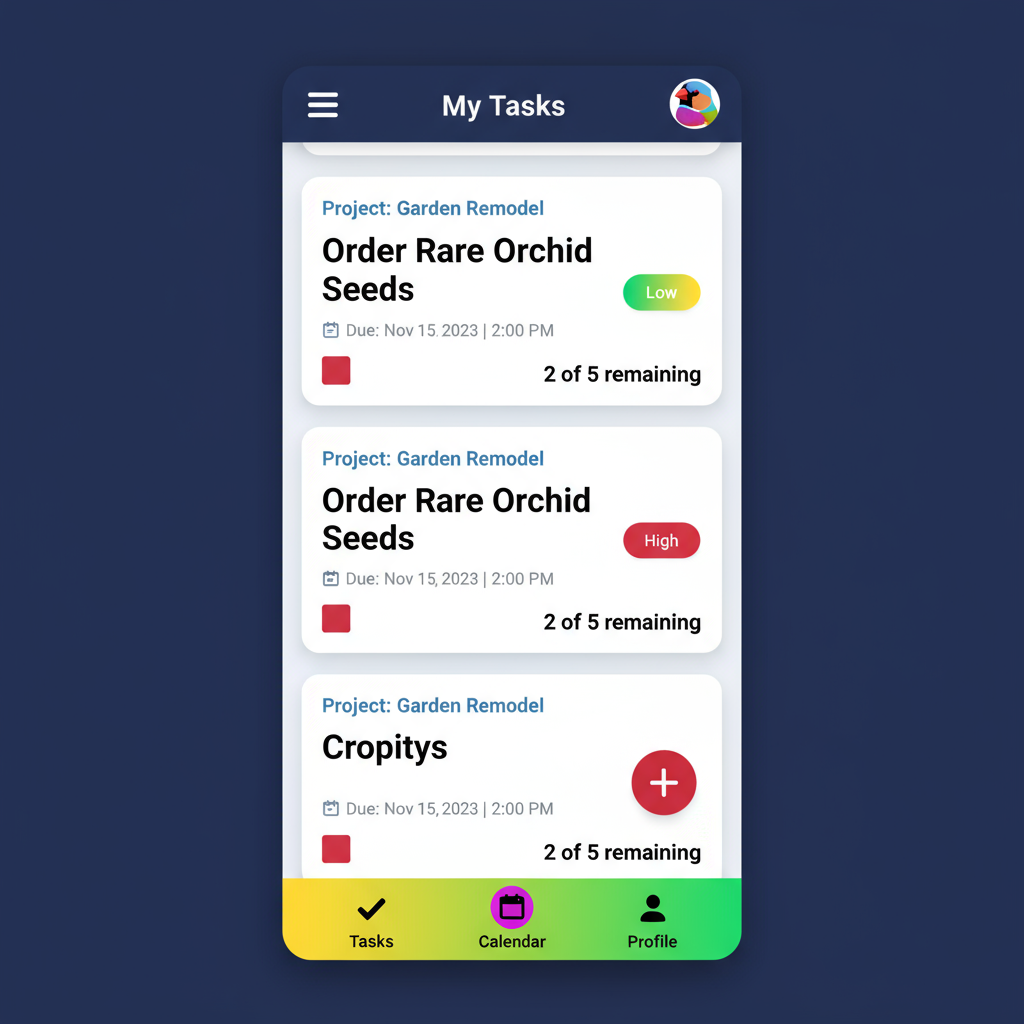 My Tasks
Project: Garden Remodel
Order Rare Orchid
Seeds
Low
Due: Nov 15. 2023 | 2:00 PM
2 of 5 remaining
Project: Garden Remodel
Order Rare Orchid
Seeds
High
Due: Nov 15, 2023 | 2:00 PM
2 of 5 remaining
Project: Garden Remodel
Cropitys
Due: Nov 15, 2023 | 2:00 PM
2 of 5 remaining
Tasks
Calendar
Profile